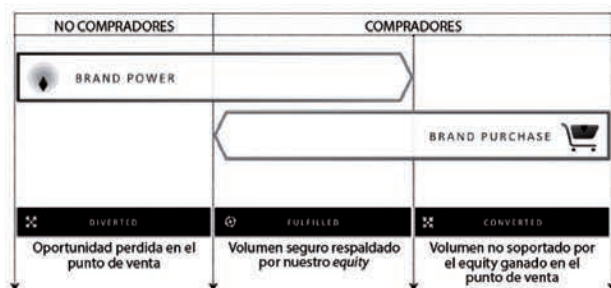 NO COMPRADORES
COMPRADORES
BRAND POWER
BRAND PURCHASE
DIVERTED
FULFILLED
CONVERTED
Oportunidad perdida en el
punto de venta
Volumen seguro respaldado
por nuestro equity
Volumen no soportado por
el equity ganado en el
punto de venta